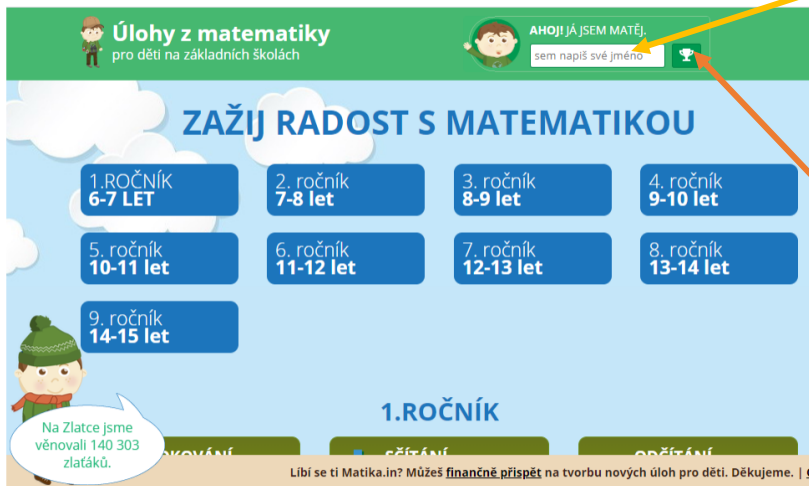 Úlohy z matematiky
pro děti na základních školách
AHOJ! JÁ JSEM MATĚJ.
sem napiš své jméno
ZAŽIJ RADOST S MATEMATIKOU
1.ROČNÍK
6-7 LET
2. ročník
7-8 let
3. ročník
8-9 let
4. ročník
9-10 let
5. ročník
10-11 let
6. ročník
11-12 let
7. ročník
12-13 let
8. ročník
13-14 let
9. ročník
14-15 let
1.ROČNÍK
Na Zlatce jsme
věnovali 140 303
zlaťáků.
SČÍTÁNÍ
ODČÍTÁNÍ
Líbí se ti Matika.in? Můžeš finančně přispět na tvorbu nových úloh pro děti. Děkujeme. |